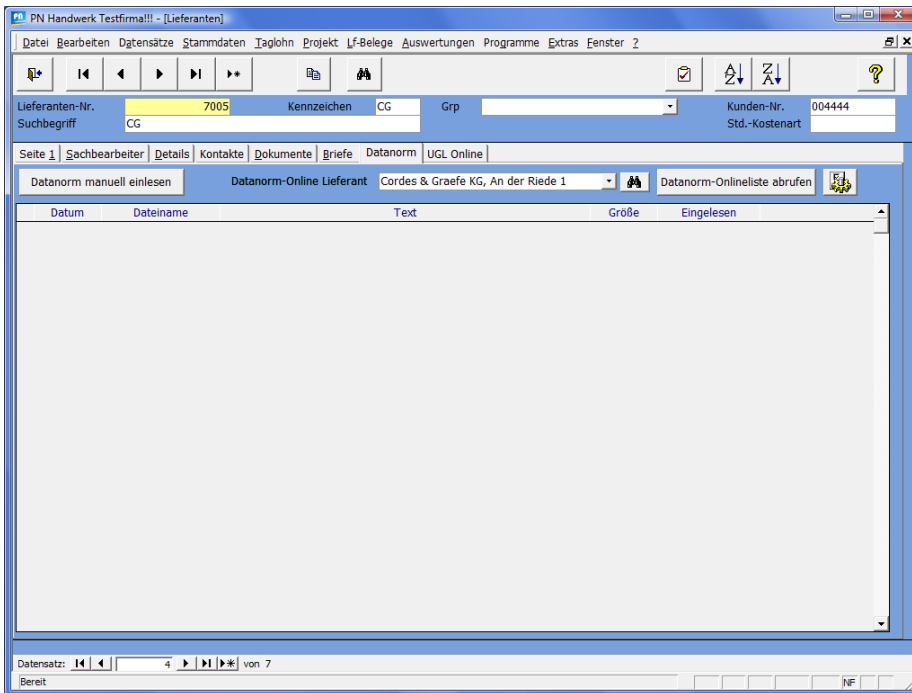 PN Handwerk Testfirma!!! - [Lieferanten]
Datei Bearbeiten Datensätze Stammdaten Taglohn Projekt Lf-Belege Auswertungen Programme Extras Fenster ?
Lieferanten-Nr. 7005 Kennzeichen CG Grp Kunden-Nr. 004444
Suchbegriff CG Std.-Kostenart
Seite 1 Sachbearbeiter Details Kontakte Dokumente Briefe Datanorm UGL Online
Datanorm manuell einlesen Datanorm-Online Lieferant Cordes & Graefe KG, An der Riede 1 Datanorm-Onlineliste abrufen
Datum Dateiname Text Größe Eingelesen
Datensatz: 4 von 7
Bereit NF